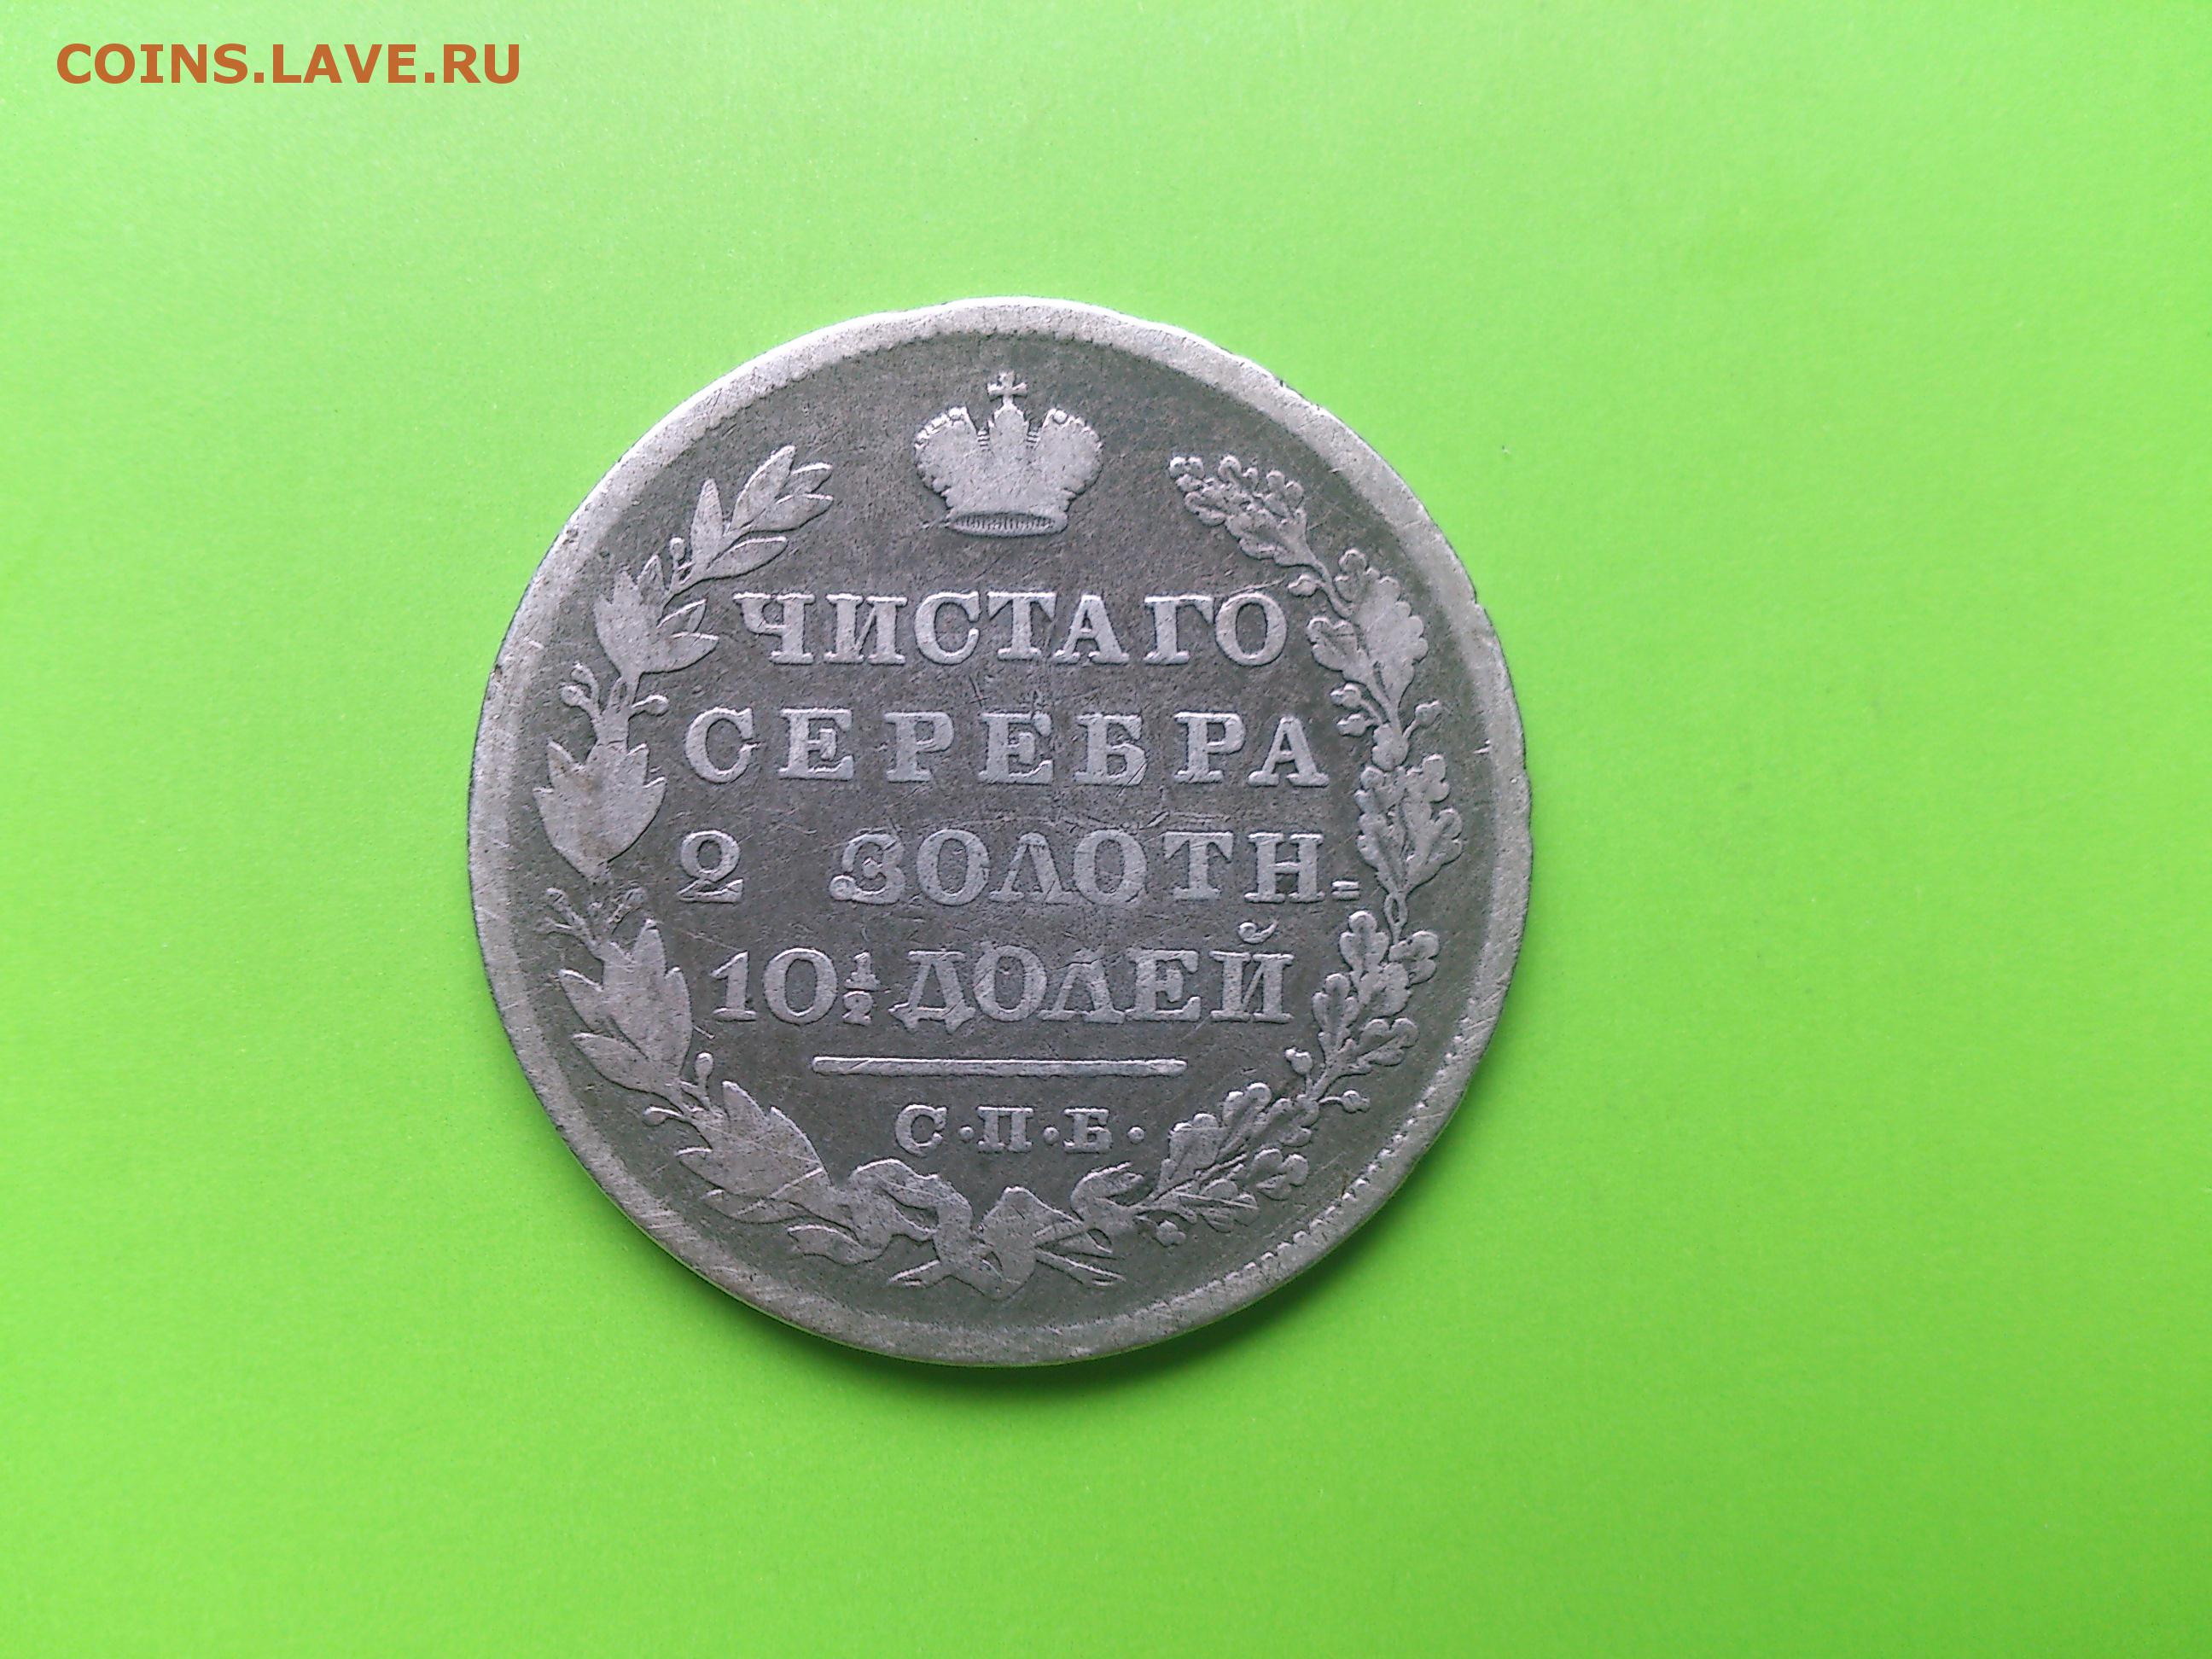 COINS.LAVE.RU
ЧИСТАГО
СЕРЕБРА
2 ЗОЛОТН=
10½ ДОЛЕЙ
С·П·Б·